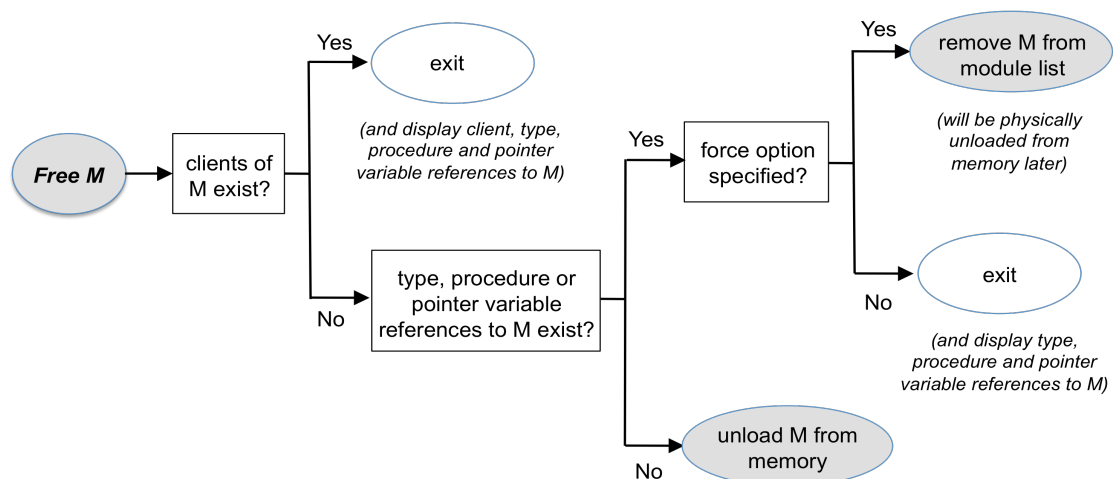 Free M
clients of
M exist?
Yes
exit
(and display client, type,
procedure and pointer
variable references to M)
No
type, procedure or
pointer variable
references to M exist?
Yes
force option
specified?
Yes
remove M from
module list
(will be physically
unloaded from
memory later)
No
exit
(and display type,
procedure and pointer
variable references to M)
No
unload M from
memory